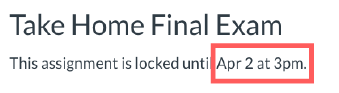 Take Home Final Exam
This assignment is locked until Apr 2 at 3pm.